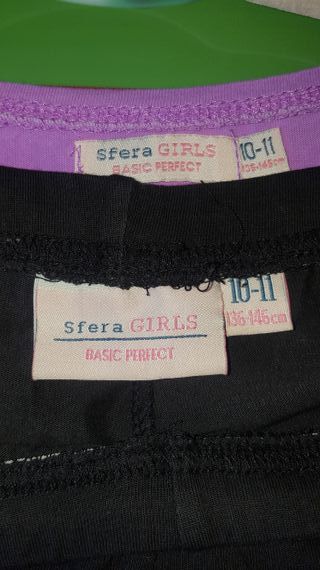 Sfera GIRLS
BASIC PERFECT
10-11
136-146cm
Sfera GIRLS
BASIC PERFECT
10-11
136-146cm